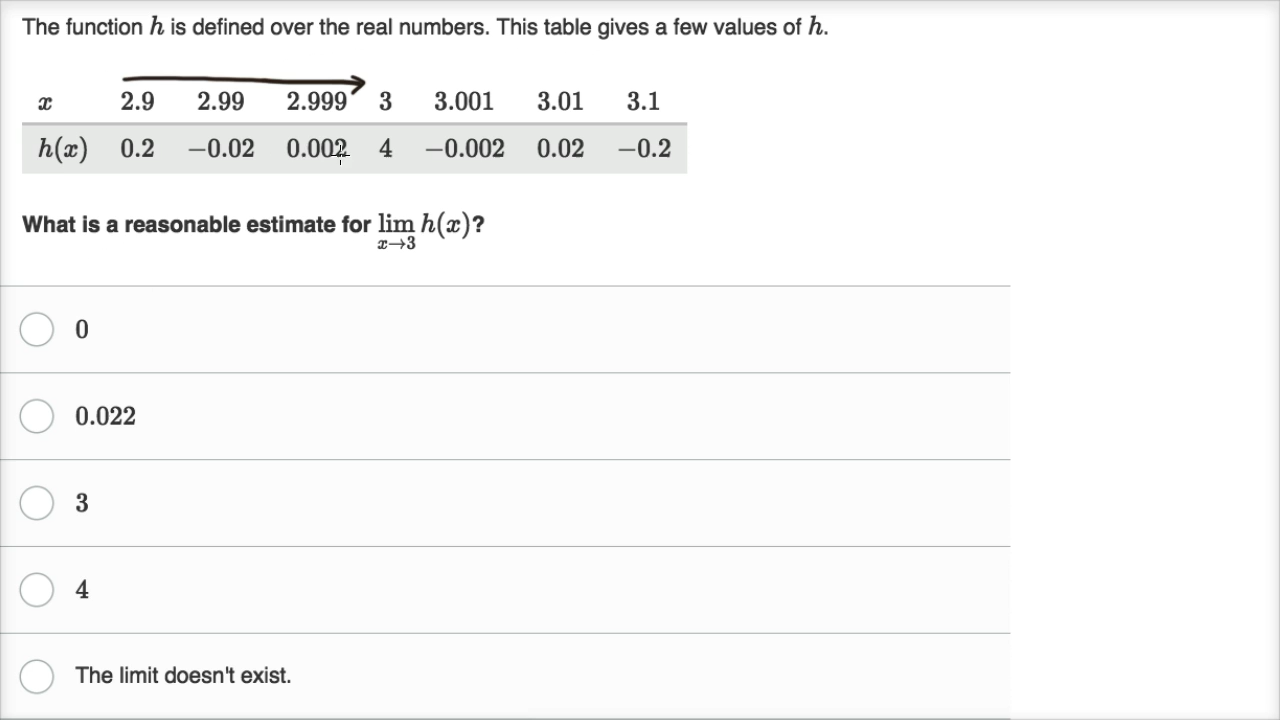 The function h is defined over the real numbers. This table gives a few values of h.
x 2.9 2.99 2.999 3 3.001 3.01 3.1
h(x) 0.2 −0.02 0.002 4 −0.002 0.02 −0.2
What is a reasonable estimate for lim h(x)?
x→3
0
0.022
3
4
The limit doesn't exist.